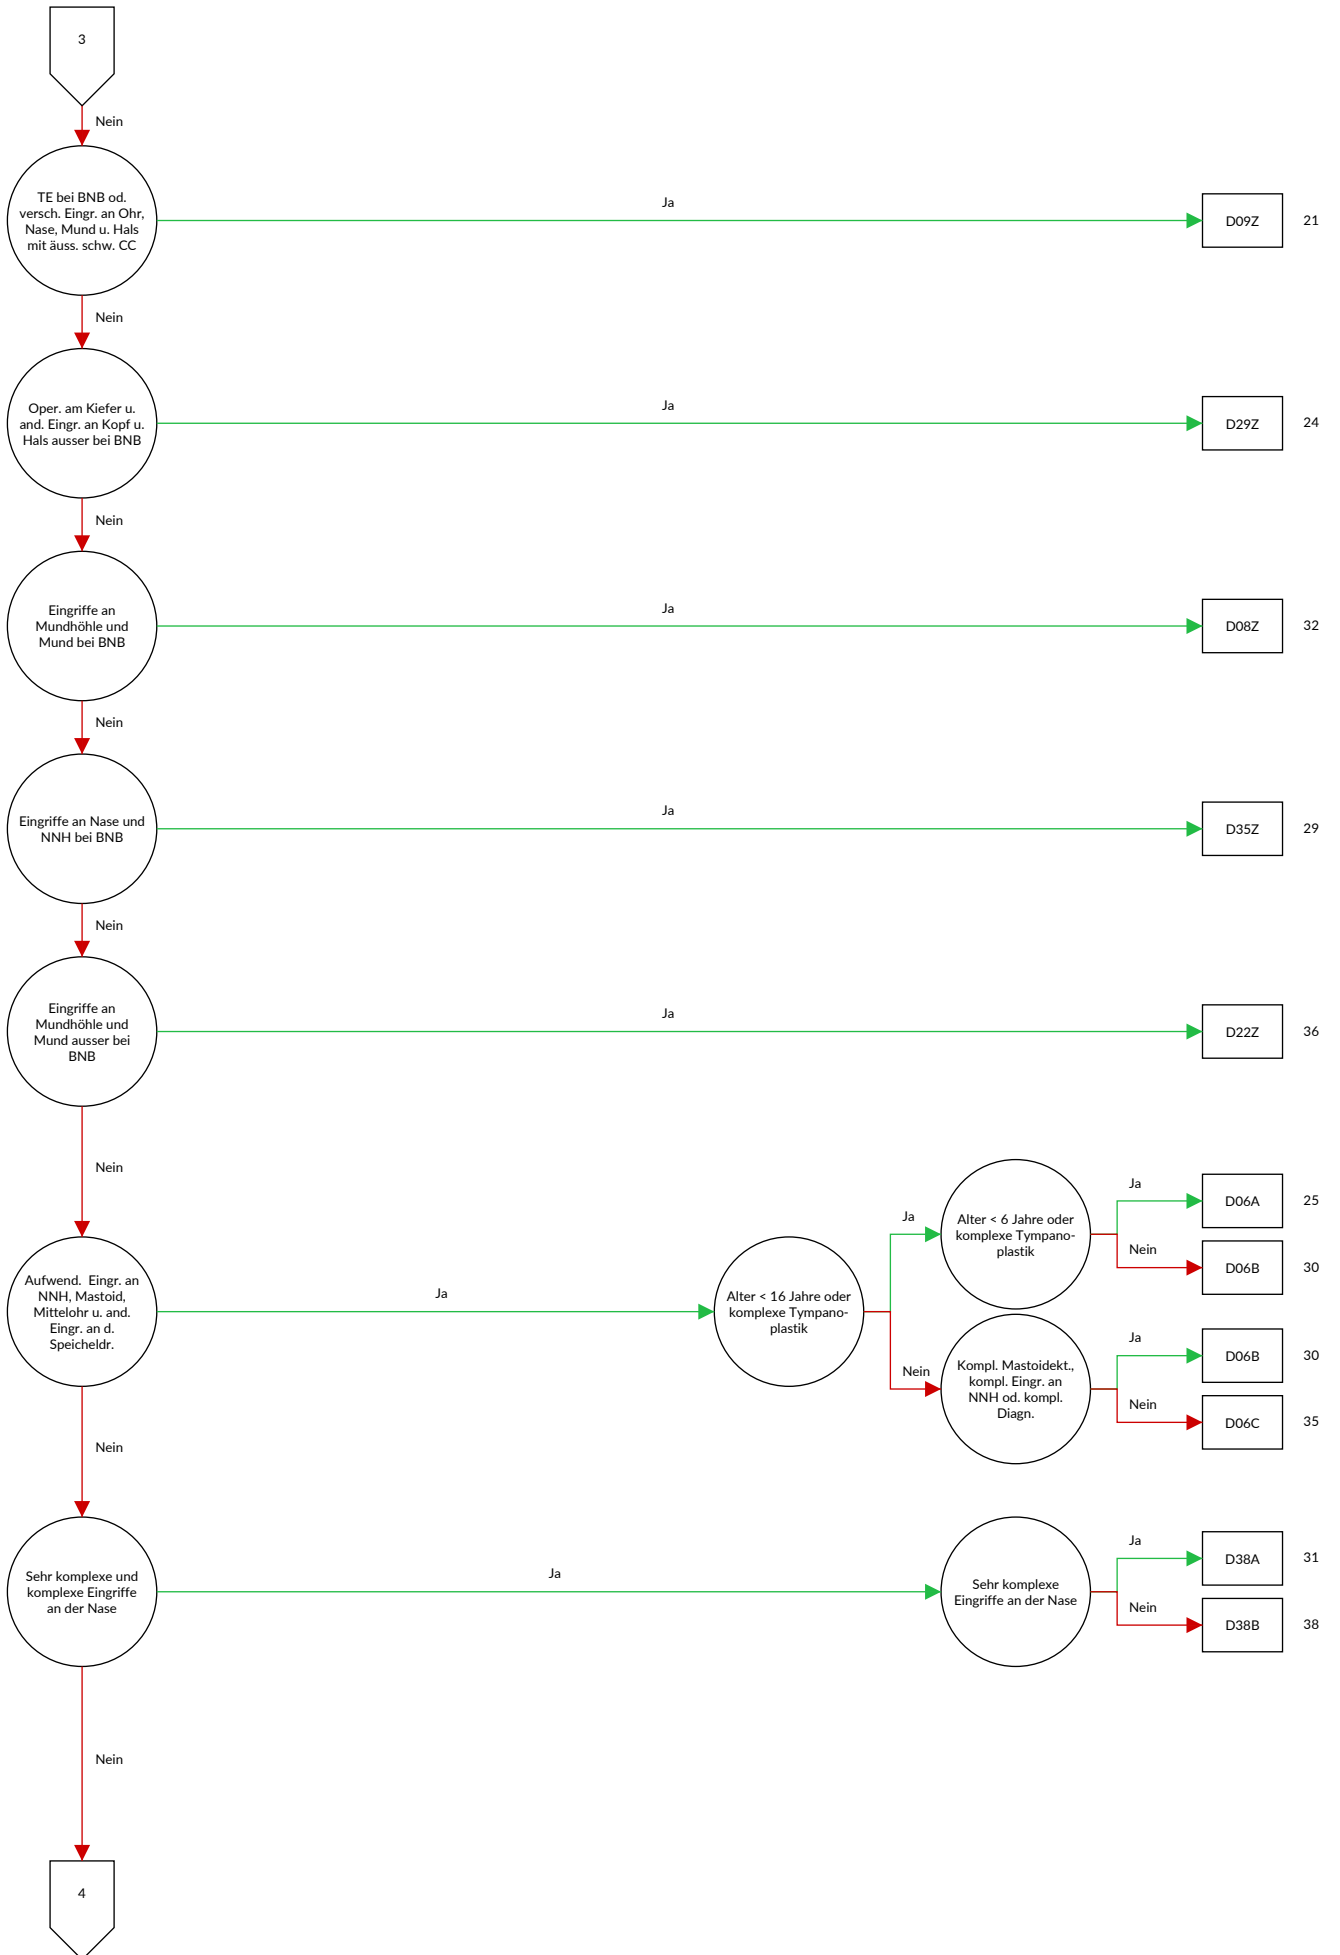 3
Nein
TE bei BNB od.
versch. Eingr. an Ohr,
Nase, Mund u. Hals
mit äuss. schw. CC
Ja
D09Z
21
Nein
Oper. am Kiefer u.
and. Eingr. an Kopf u.
Hals ausser bei BNB
Ja
D29Z
24
Nein
Eingriffe an
Mundhöhle und
Mund bei BNB
Ja
D08Z
32
Nein
Eingriffe an Nase und
NNH bei BNB
Ja
D35Z
29
Nein
Eingriffe an
Mundhöhle und
Mund ausser bei
BNB
Ja
D22Z
36
Nein
Aufwend. Eingr. an
NNH, Mastoid,
Mittelohr u. and.
Eingr. an d.
Speicheldr.
Ja
Alter < 16 Jahre oder
komplexe Tympano-
plastik
Ja
Alter < 6 Jahre oder
komplexe Tympano-
plastik
Ja
D06A
25
Nein
D06B
30
Nein
Kompl. Mastoidekt.,
kompl. Eingr. an
NNH od. kompl.
Diagn.
Ja
D06B
30
Nein
D06C
35
Nein
Sehr komplexe und
komplexe Eingriffe
an der Nase
Ja
Sehr komplexe
Eingriffe an der Nase
Ja
D38A
31
Nein
D38B
38
Nein
4